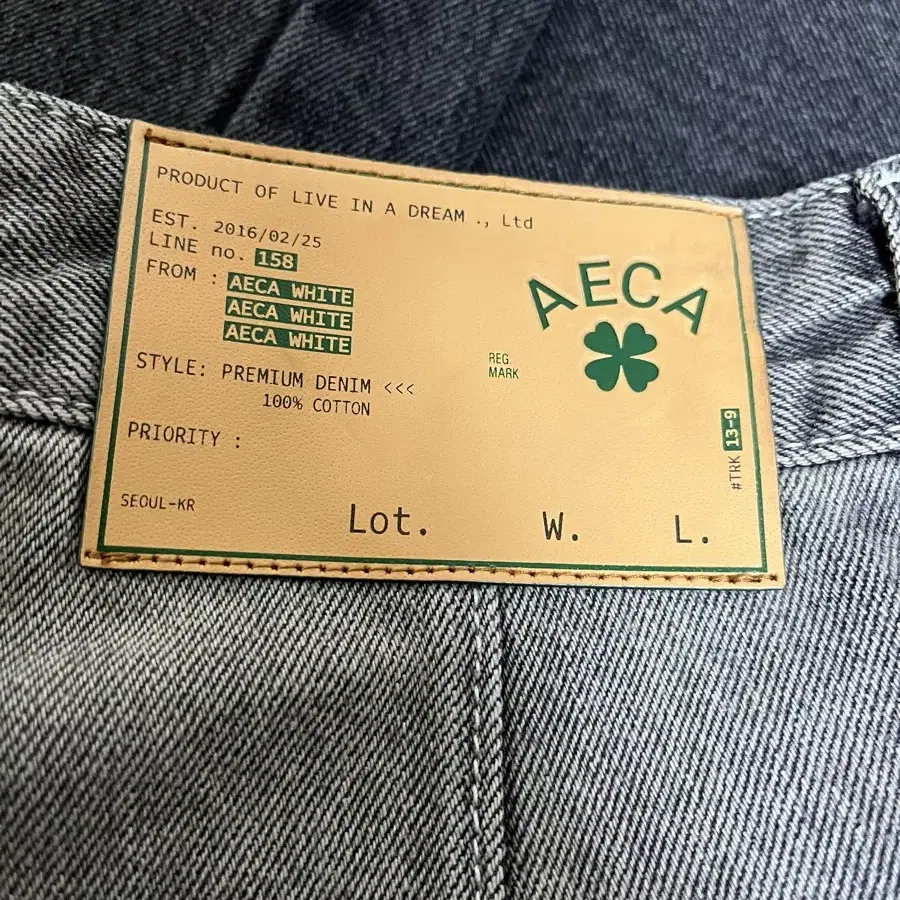 PRODUCT OF LIVE IN A DREAM ., Ltd
EST. 2016/02/25
LINE no. 158
FROM : AECA WHITE
AECA WHITE
AECA WHITE
STYLE: PREMIUM DENIM <<<
100% COTTON
PRIORITY :
SEOUL-KR
AECA
REG.
MARK
#TRK 13-9
Lot. W. L.